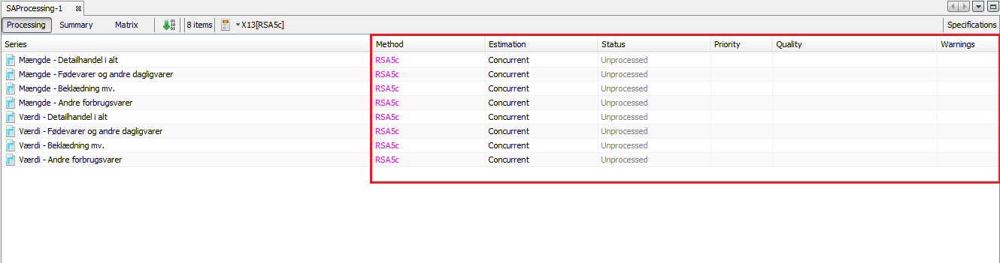 SAProcessing-1
Processing Summary Matrix 8 items X13[RSA5c] Specifications
Series Method Estimation Status Priority Quality Warnings
Mængde - Detailhandel i alt RSA5c Concurrent Unprocessed
Mængde - Fødevarer og andre dagligvarer RSA5c Concurrent Unprocessed
Mængde - Beklædning mv. RSA5c Concurrent Unprocessed
Mængde - Andre forbrugsvarer RSA5c Concurrent Unprocessed
Værdi - Detailhandel i alt RSA5c Concurrent Unprocessed
Værdi - Fødevarer og andre dagligvarer RSA5c Concurrent Unprocessed
Værdi - Beklædning mv. RSA5c Concurrent Unprocessed
Værdi - Andre forbrugsvarer RSA5c Concurrent Unprocessed